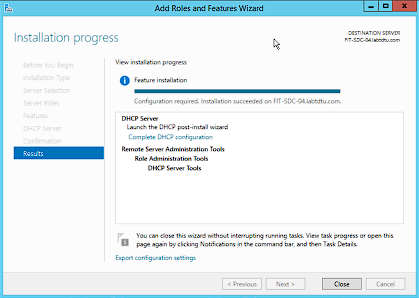 Add Roles and Features Wizard
Installation progress
DESTINATION SERVER
FIT-SDC-04.labtdtu.com
Before You Begin
Installation Type
Server Selection
Server Roles
Features
DHCP Server
Confirmation
Results
View installation progress
Feature installation
Configuration required. Installation succeeded on FIT-SDC-04.labtdtu.com.
DHCP Server
Launch the DHCP post-install wizard
Complete DHCP configuration
Remote Server Administration Tools
Role Administration Tools
DHCP Server Tools
You can close this wizard without interrupting running tasks. View task progress or open this
page again by clicking Notifications in the command bar, and then Task Details.
Export configuration settings
< Previous
Next >
Close
Cancel